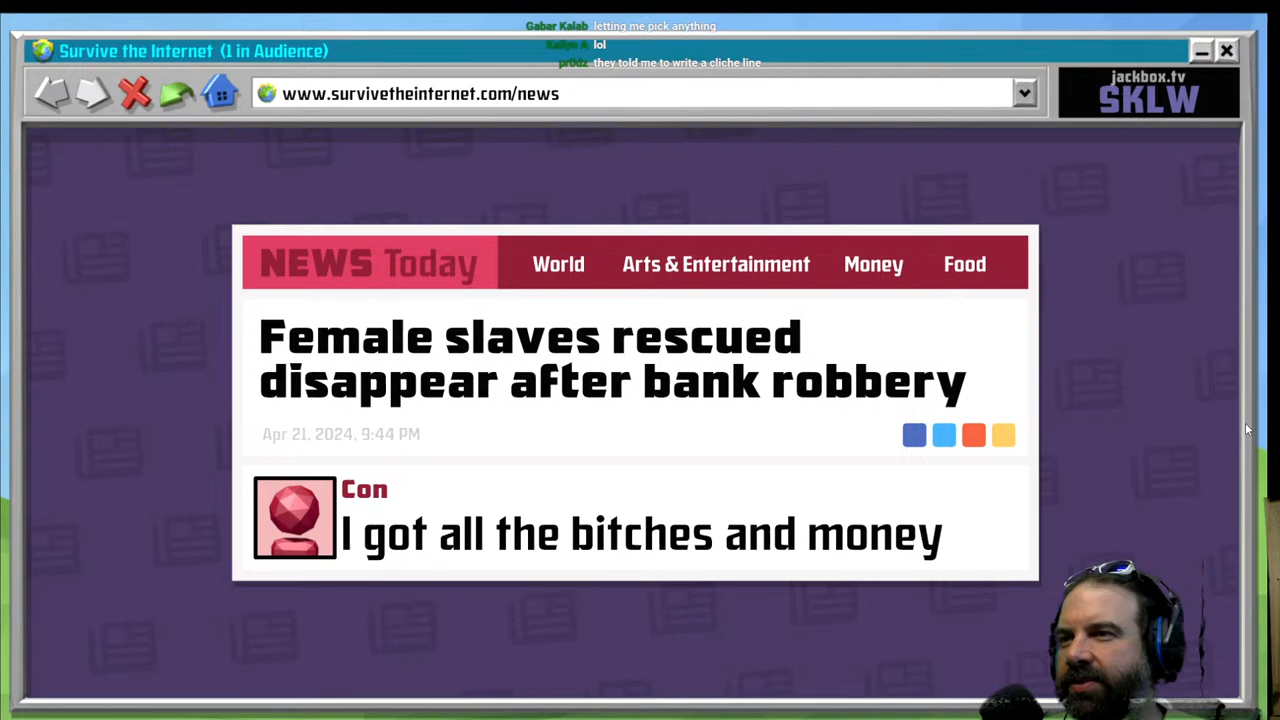 Gabar Kalab letting me pick anything
Kailyn A lol
pr0dz they told me to write a cliche line
Survive the Internet (1 in Audience)
www.survivetheinternet.com/news
jackbox.tv
SKLW
NEWS Today World Arts & Entertainment Money Food
Female slaves rescued
disappear after bank robbery
Apr 21, 2024, 9:44 PM
Con
I got all the bitches and money